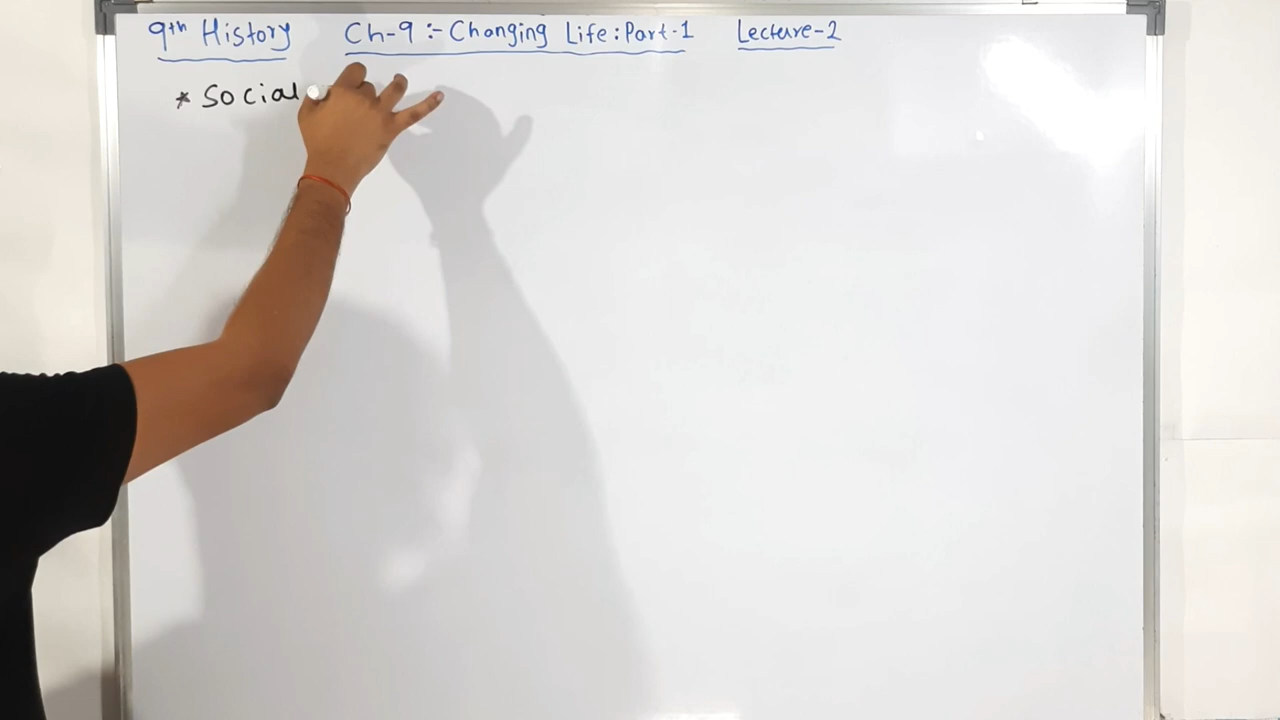 9th History Ch-9 :- Changing Life : Part-1 Lecture-2
* Social